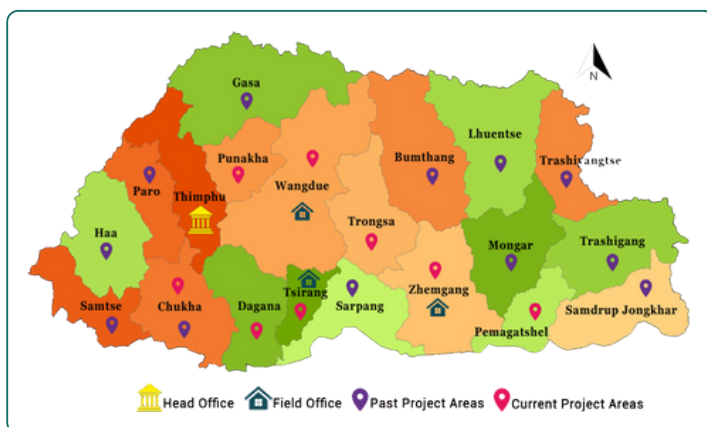 N
Gasa
Lhuentse
Punakha
Bumthang
Trashiyangtse
Paro
Thimphu
Wangdue
Trongsa
Haa
Mongar
Trashigang
Zhemgang
Tsirang
Samtse
Chukha
Dagana
Sarpang
Samdrup Jongkhar
Pemagatshel
Head Office
Field Office
Past Project Areas
Current Project Areas